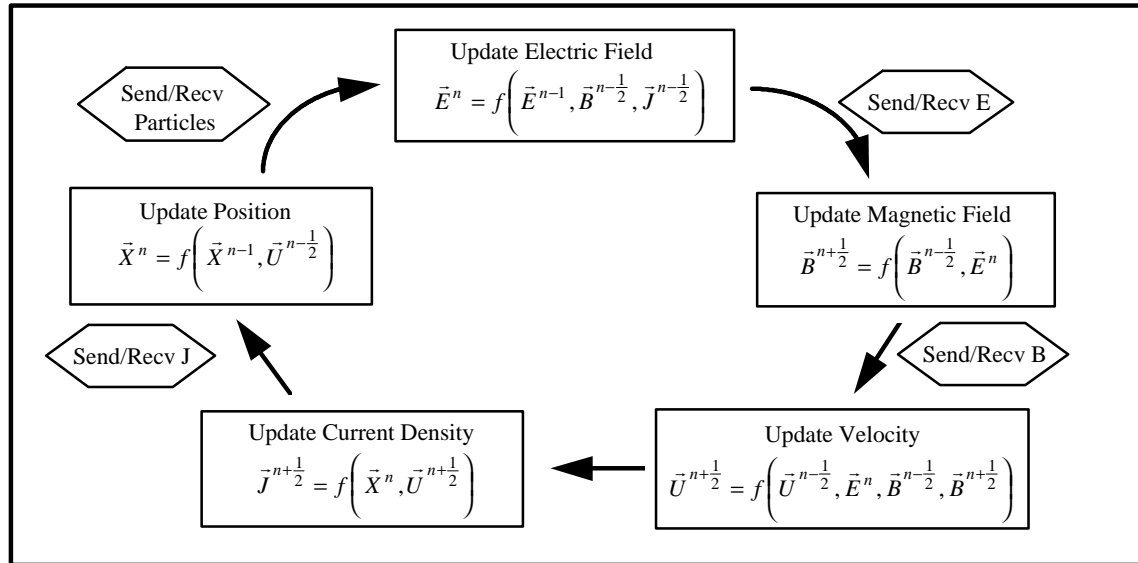 Update Electric Field
E⃗ⁿ = f(E⃗ⁿ⁻¹, B⃗^{n-1/2}, J⃗^{n-1/2})
Send/Recv E
Update Magnetic Field
B⃗^{n+1/2} = f(B⃗^{n-1/2}, E⃗ⁿ)
Send/Recv B
Update Velocity
U⃗^{n+1/2} = f(U⃗^{n-1/2}, E⃗ⁿ, B⃗^{n-1/2}, B⃗^{n+1/2})
Update Current Density
J⃗^{n+1/2} = f(X⃗ⁿ, U⃗^{n+1/2})
Send/Recv J
Update Position
X⃗ⁿ = f(X⃗ⁿ⁻¹, U⃗^{n-1/2})
Send/Recv
Particles